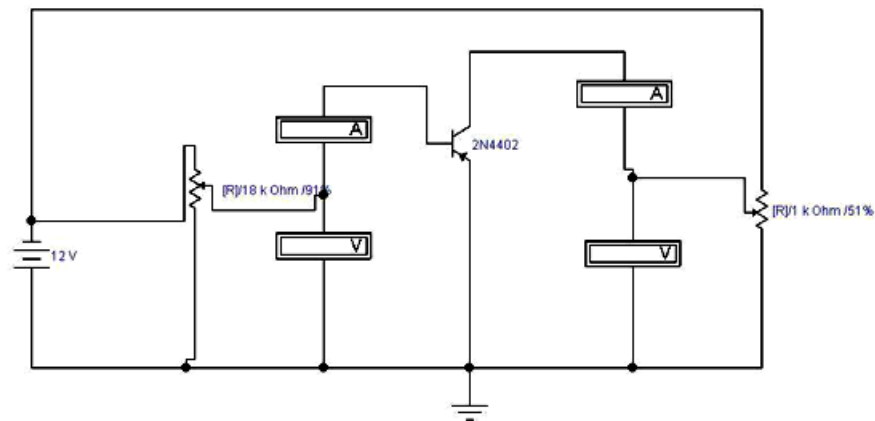 A
A
2N4402
[R]/18 k Ohm /91%
[R]/1 k Ohm /51%
V
V
12 V